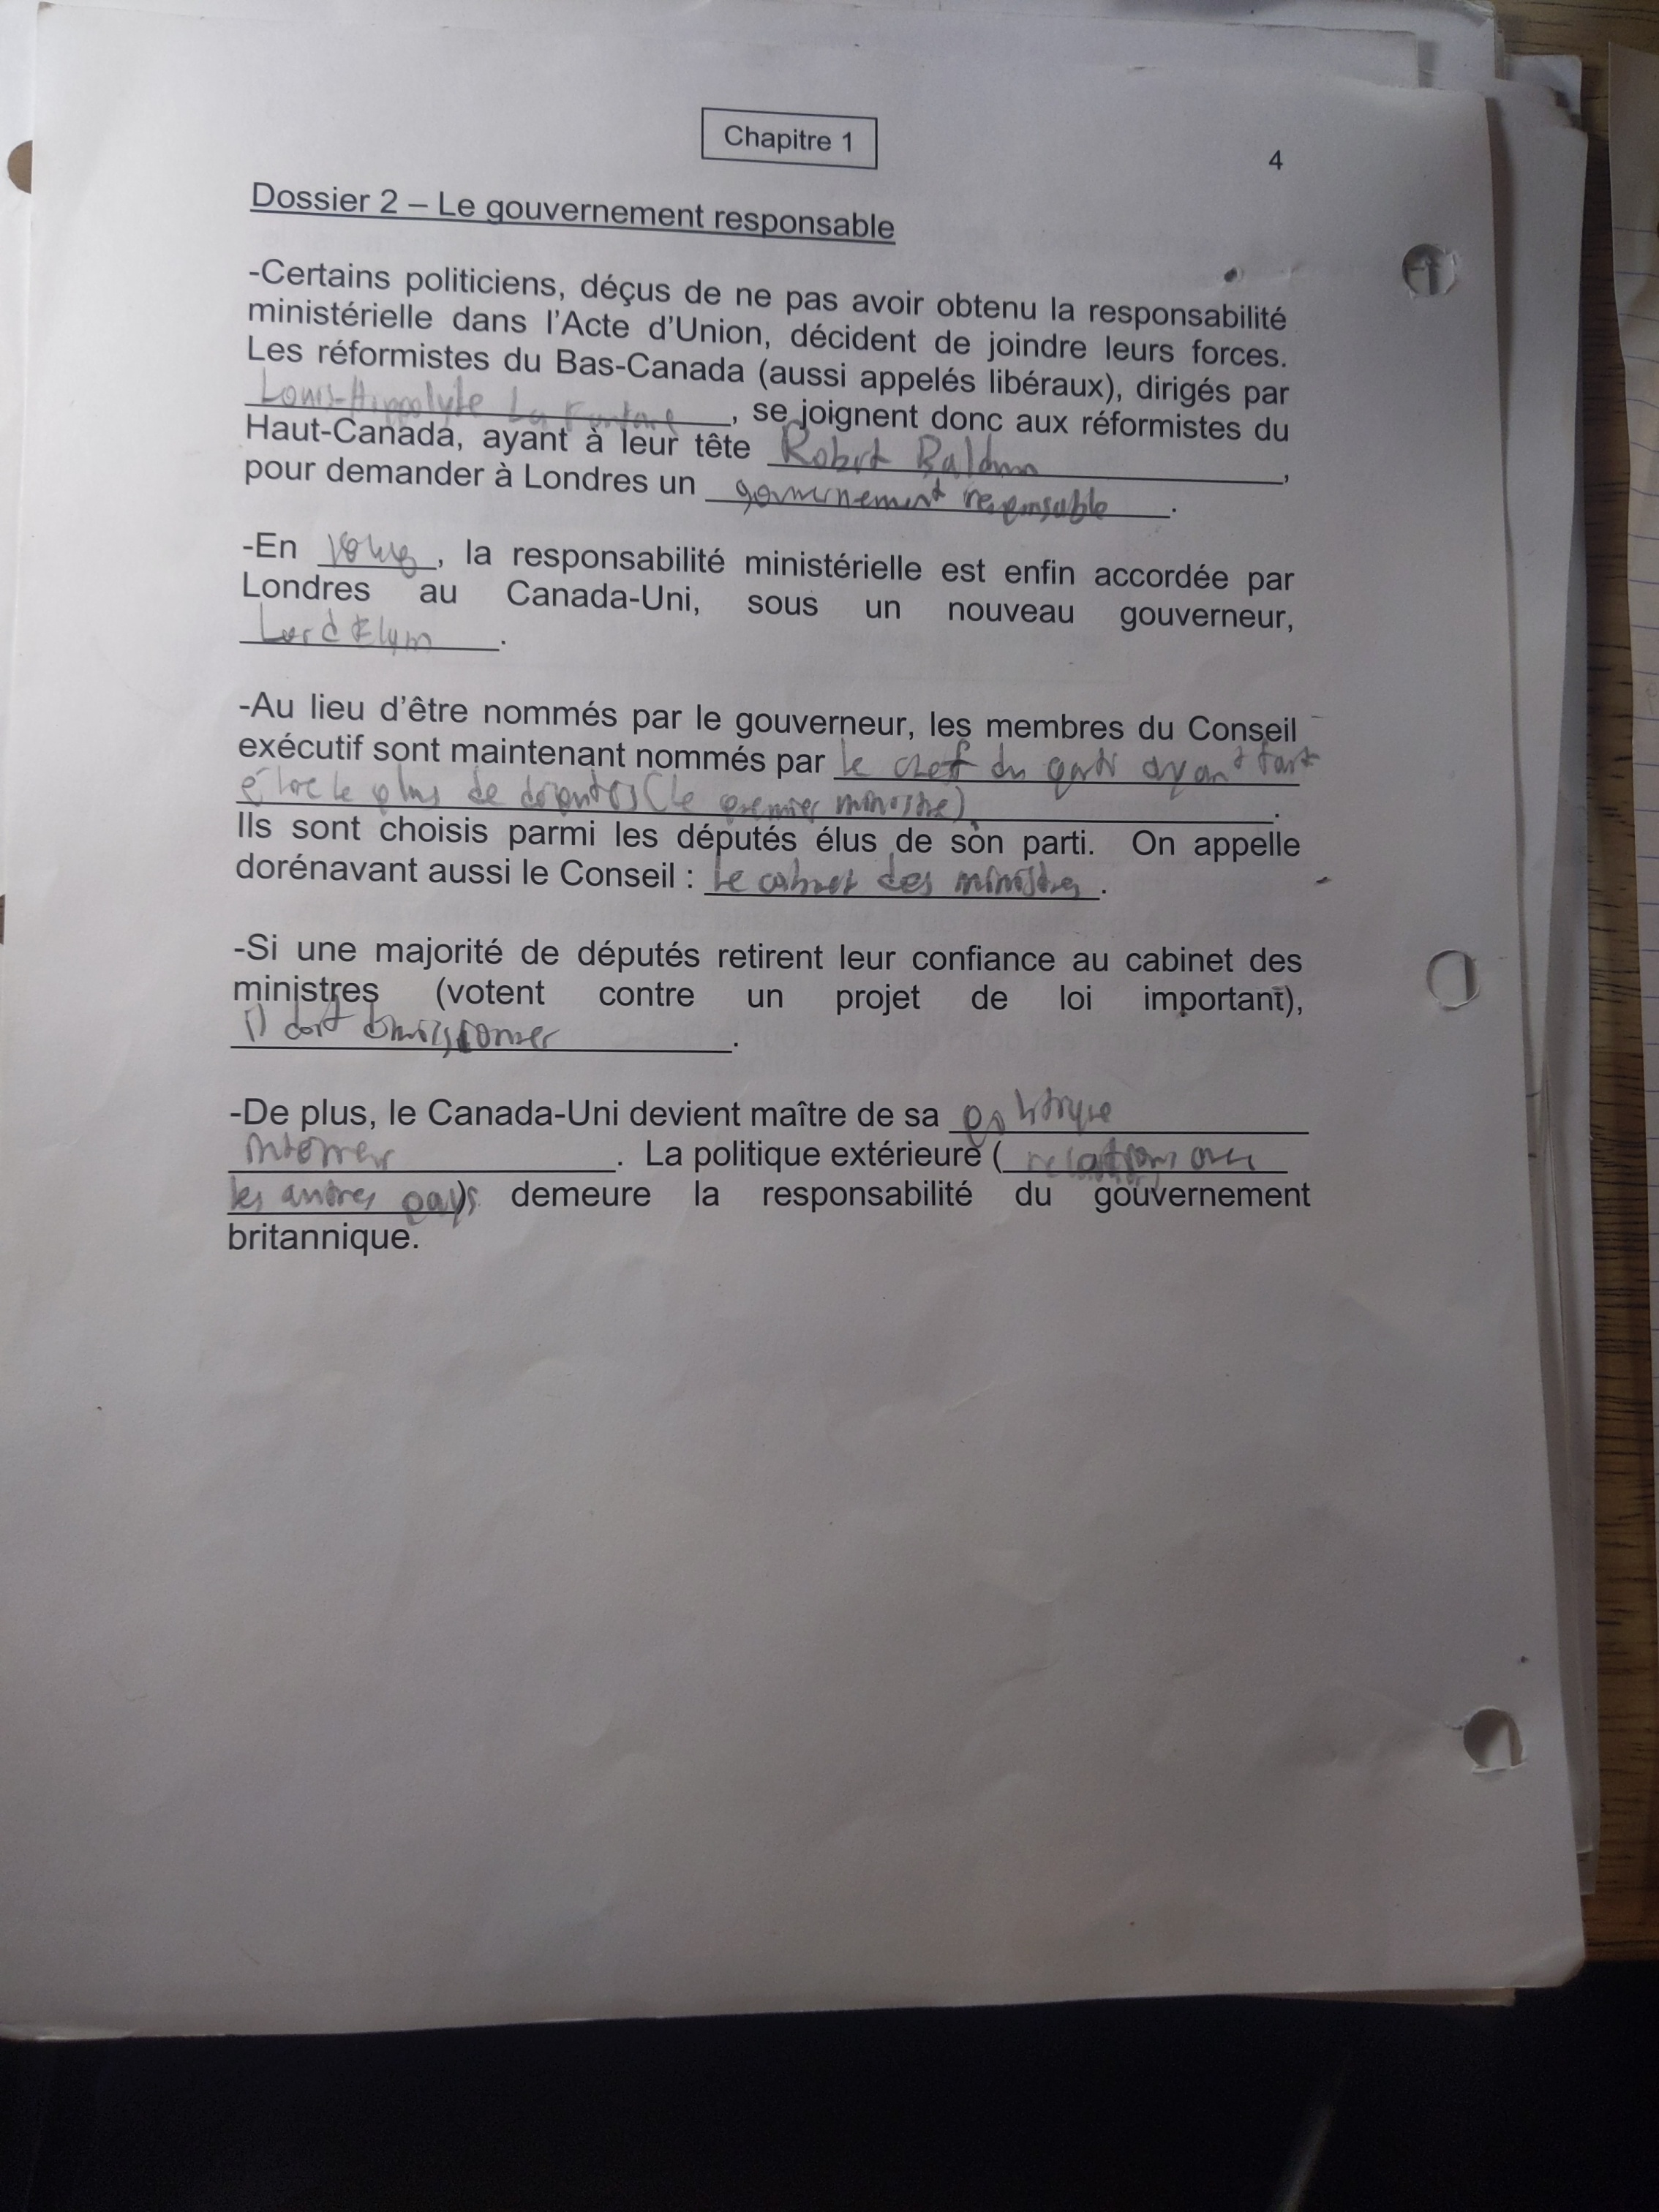 Chapitre 1
4
Dossier 2 – Le gouvernement responsable
-Certains politiciens, déçus de ne pas avoir obtenu la responsabilité
ministérielle dans l'Acte d'Union, décident de joindre leurs forces.
Les réformistes du Bas-Canada (aussi appelés libéraux), dirigés par
Louis-Hippolyte La Fontaine, se joignent donc aux réformistes du
Haut-Canada, ayant à leur tête Robert Baldwin,
pour demander à Londres un gouvernement responsable.
-En , la responsabilité ministérielle est enfin accordée par
Londres au Canada-Uni, sous un nouveau gouverneur,
Lord Elgin.
-Au lieu d'être nommés par le gouverneur, les membres du Conseil
exécutif sont maintenant nommés par le chef du parti ayant fait
élire le plus de députés (le premier ministre).
Ils sont choisis parmi les députés élus de son parti. On appelle
dorénavant aussi le Conseil : Le cabinet des ministres.
-Si une majorité de députés retirent leur confiance au cabinet des
ministres (votent contre un projet de loi important),
il doit démissionner.
-De plus, le Canada-Uni devient maître de sa politique
intérieur. La politique extérieure (relations avec
les autres pays) demeure la responsabilité du gouvernement
britannique.